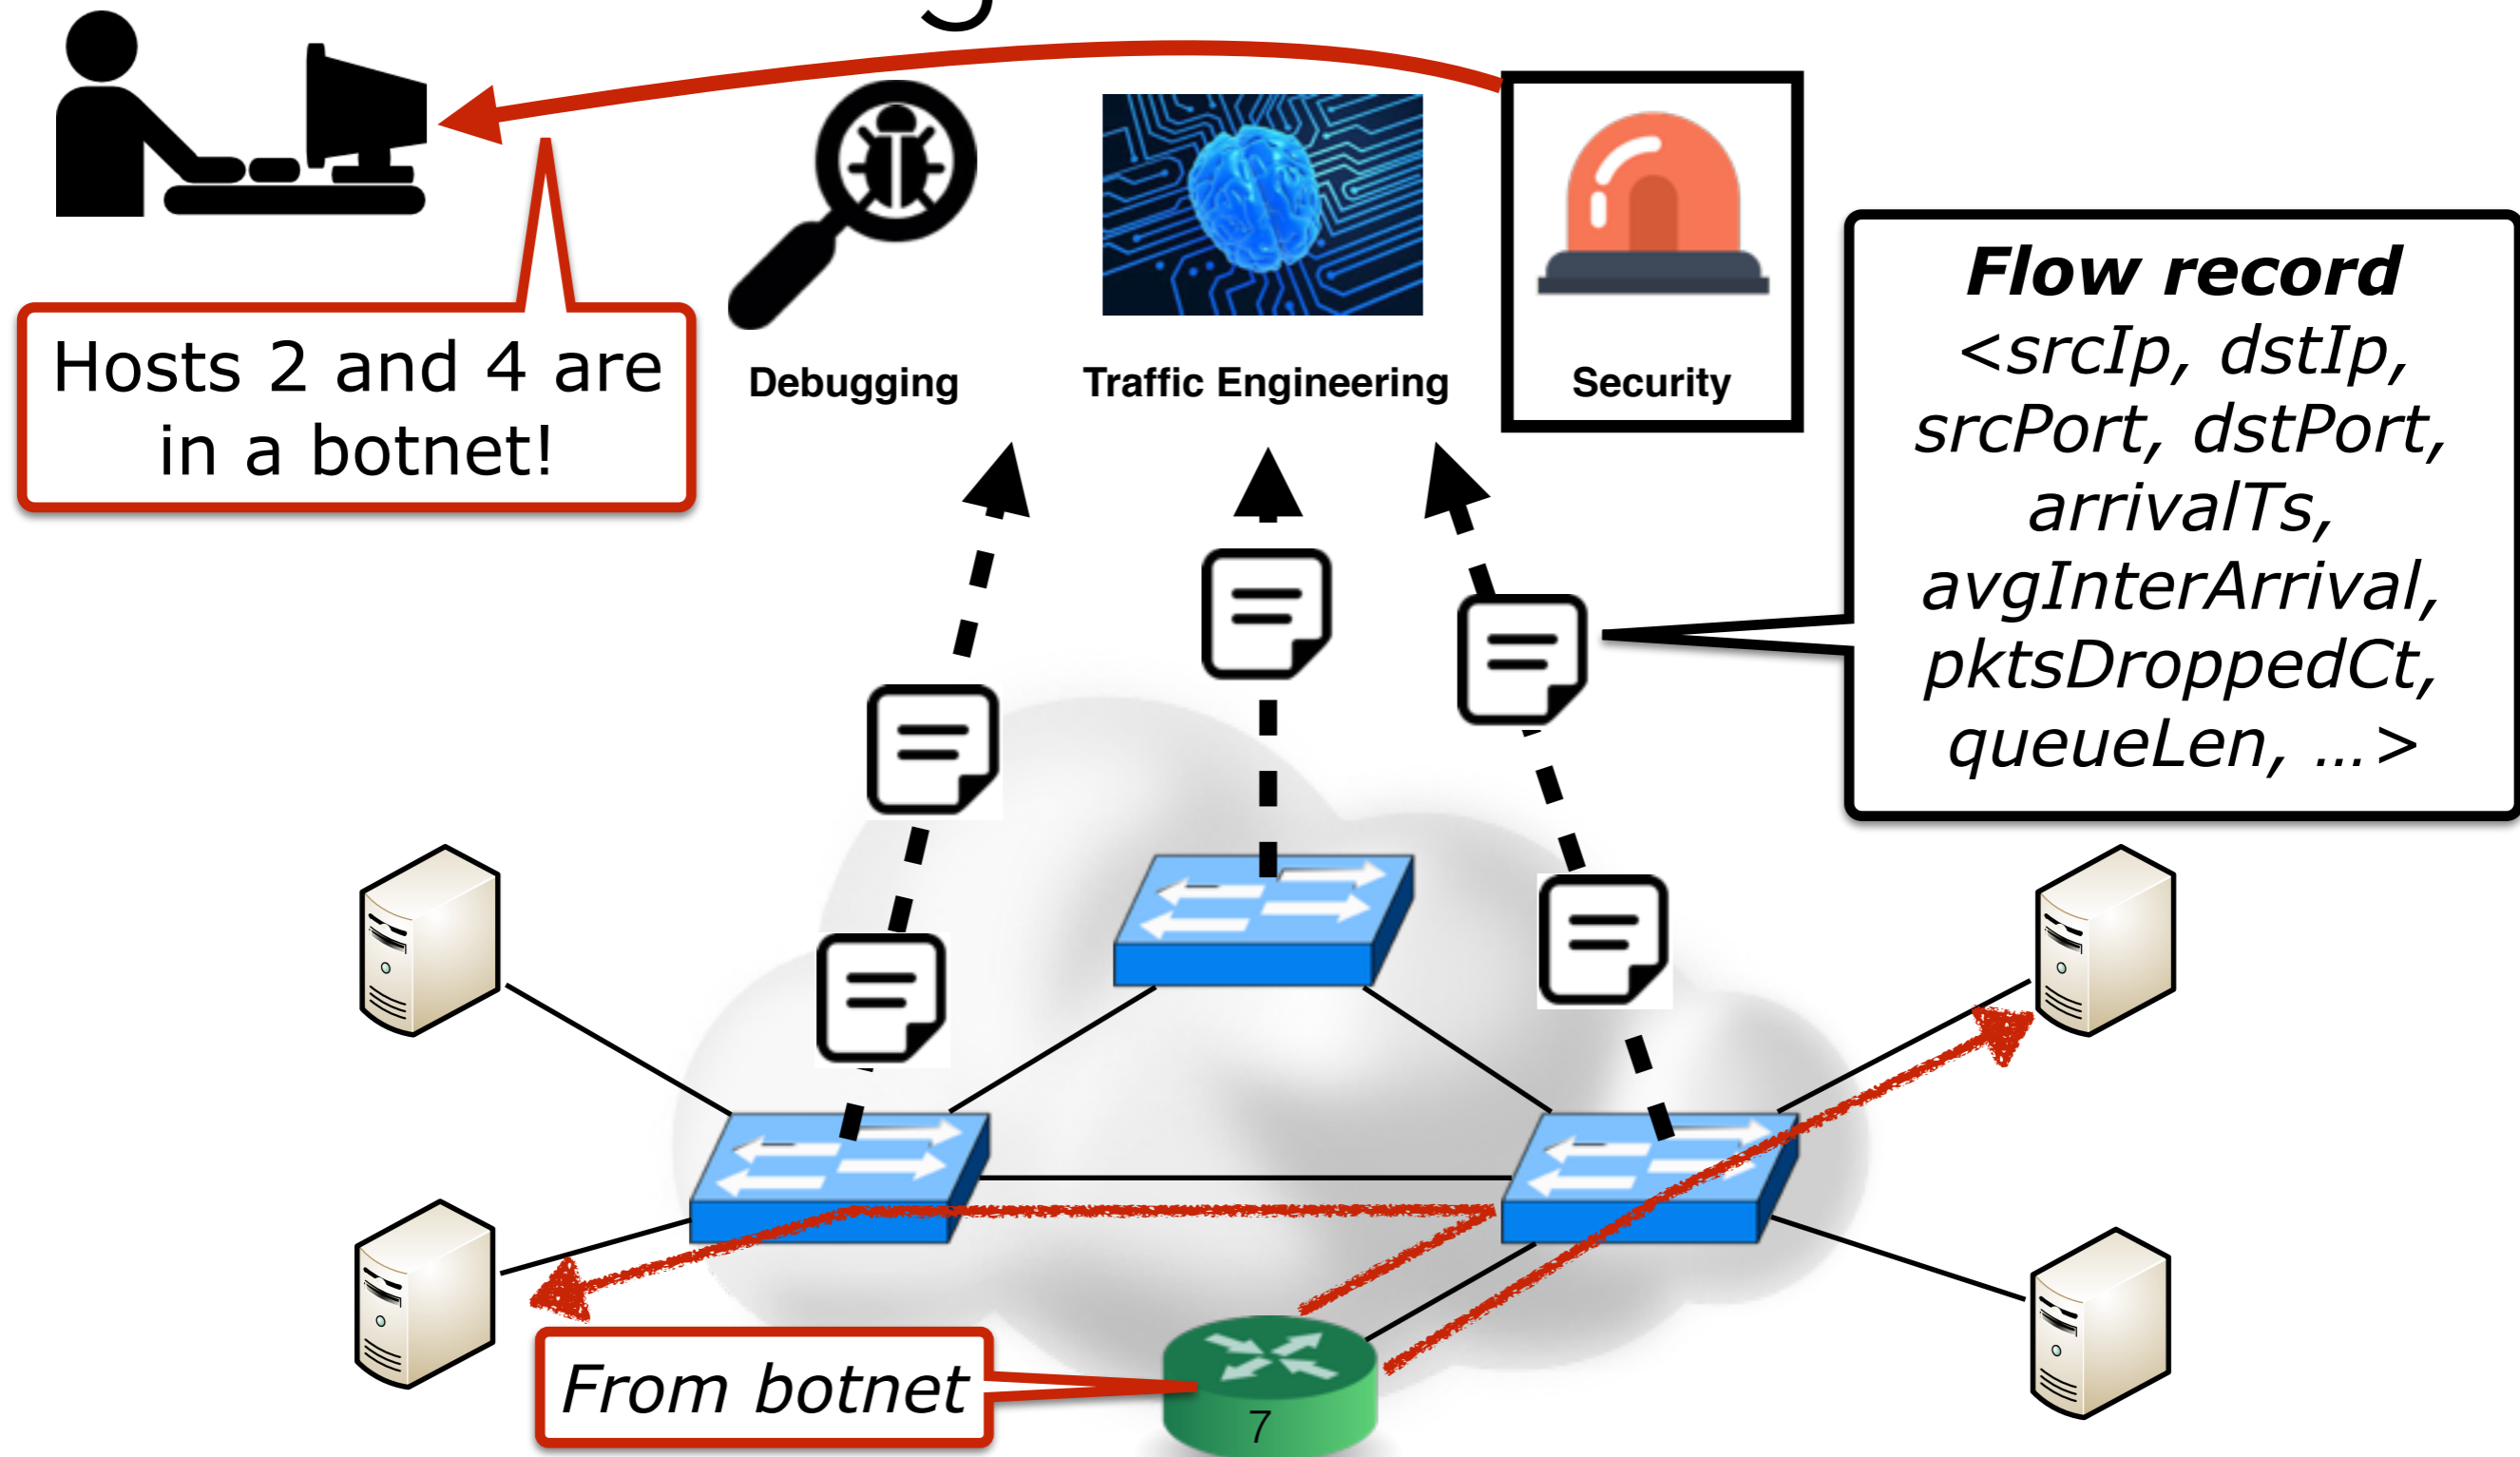 Hosts 2 and 4 are
in a botnet!
Debugging
Traffic Engineering
Security
Flow record
<srcIp, dstIp,
srcPort, dstPort,
arrivalTs,
avgInterArrival,
pktsDroppedCt,
queueLen, ...>
From botnet
7